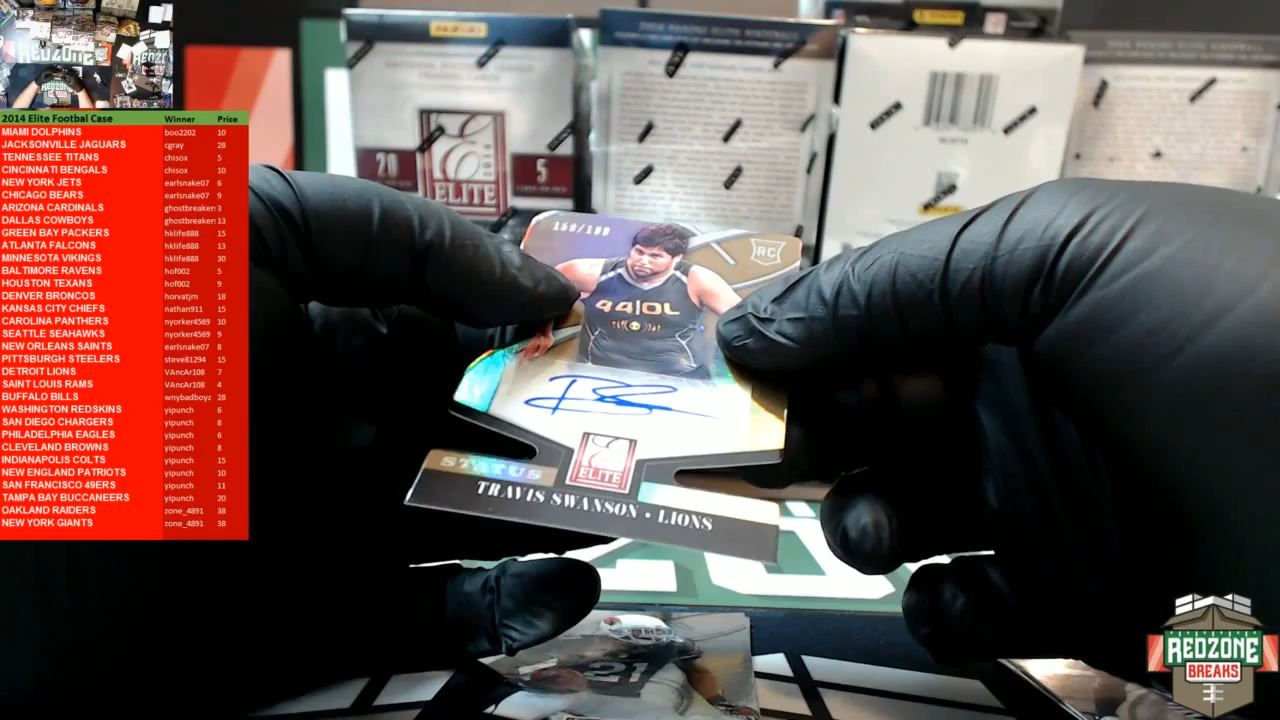 2014 Elite Footbal Case Winner Price
MIAMI DOLPHINS boo2202 10
JACKSONVILLE JAGUARS cgray 28
TENNESSEE TITANS chisox 5
CINCINNATI BENGALS chisox 10
NEW YORK JETS earlsnake07 6
CHICAGO BEARS earlsnake07 9
ARIZONA CARDINALS ghostbreaker 3
DALLAS COWBOYS ghostbreaker 13
GREEN BAY PACKERS hklife888 15
ATLANTA FALCONS hklife888 13
MINNESOTA VIKINGS hklife888 30
BALTIMORE RAVENS hof002 5
HOUSTON TEXANS hof002 9
DENVER BRONCOS horvatjm 18
KANSAS CITY CHIEFS nathan911 15
CAROLINA PANTHERS nyorker4569 10
SEATTLE SEAHAWKS nyorker4569 9
NEW ORLEANS SAINTS earlsnake07 8
PITTSBURGH STEELERS steve81294 15
DETROIT LIONS VAncAr108 7
SAINT LOUIS RAMS VAncAr108 4
BUFFALO BILLS wnybadboyz 28
WASHINGTON REDSKINS yipunch 6
SAN DIEGO CHARGERS yipunch 8
PHILADELPHIA EAGLES yipunch 6
CLEVELAND BROWNS yipunch 8
INDIANAPOLIS COLTS yipunch 15
NEW ENGLAND PATRIOTS yipunch 10
SAN FRANCISCO 49ERS yipunch 11
TAMPA BAY BUCCANEERS yipunch 20
OAKLAND RAIDERS zone_4891 38
NEW YORK GIANTS zone_4891 38
REDZONE
PANINI
20
ELITE
5
RC
44|OL
STATUS
ELITE
TRAVIS SWANSON • LIONS
21
REDZONE
BREAKS